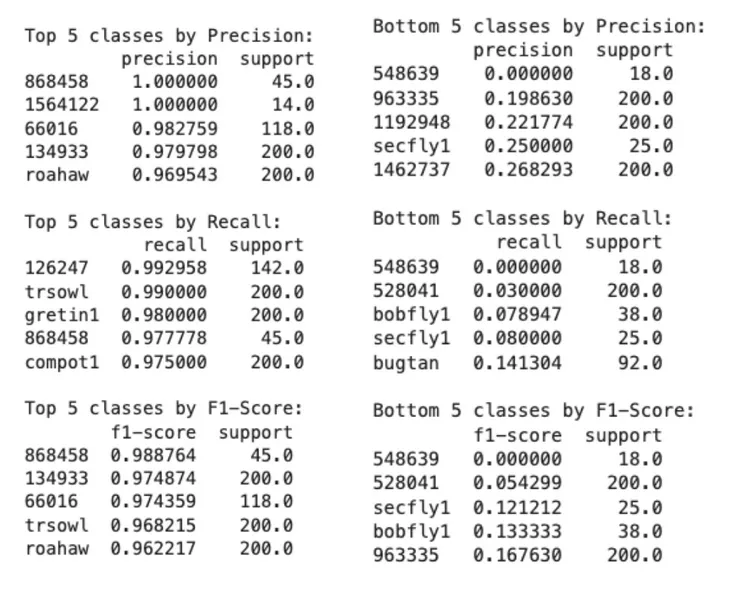 Top 5 classes by Precision:
precision support
868458 1.000000 45.0
1564122 1.000000 14.0
66016 0.982759 118.0
134933 0.979798 200.0
roahaw 0.969543 200.0
Top 5 classes by Recall:
recall support
126247 0.992958 142.0
trsowl 0.990000 200.0
gretin1 0.980000 200.0
868458 0.977778 45.0
compot1 0.975000 200.0
Top 5 classes by F1-Score:
f1-score support
868458 0.988764 45.0
134933 0.974874 200.0
66016 0.974359 118.0
trsowl 0.968215 200.0
roahaw 0.962217 200.0
Bottom 5 classes by Precision:
precision support
548639 0.000000 18.0
963335 0.198630 200.0
1192948 0.221774 200.0
secfly1 0.250000 25.0
1462737 0.268293 200.0
Bottom 5 classes by Recall:
recall support
548639 0.000000 18.0
528041 0.030000 200.0
bobfly1 0.078947 38.0
secfly1 0.080000 25.0
bugtan 0.141304 92.0
Bottom 5 classes by F1-Score:
f1-score support
548639 0.000000 18.0
528041 0.054299 200.0
secfly1 0.121212 25.0
bobfly1 0.133333 38.0
963335 0.167630 200.0